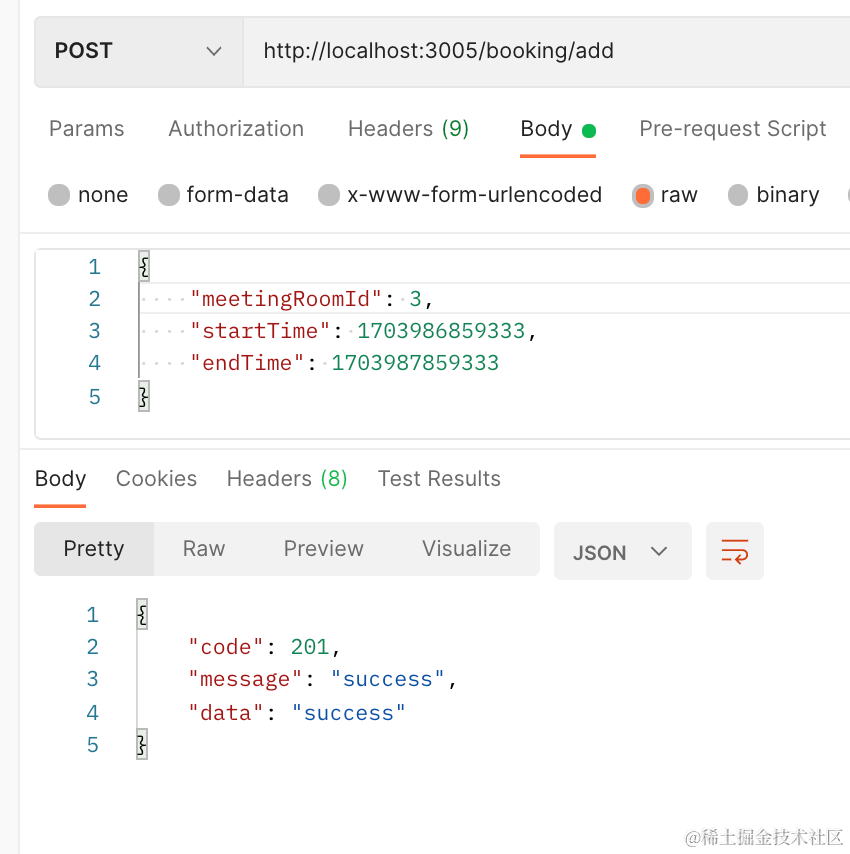 POST http://localhost:3005/booking/add
Params Authorization Headers (9) Body Pre-request Script
none form-data x-www-form-urlencoded raw binary
1 {
2 "meetingRoomId": 3,
3 "startTime": 1703986859333,
4 "endTime": 1703987859333
5 }
Body Cookies Headers (8) Test Results
Pretty Raw Preview Visualize JSON
1 {
2 "code": 201,
3 "message": "success",
4 "data": "success"
5 }
@稀土掘金技术社区